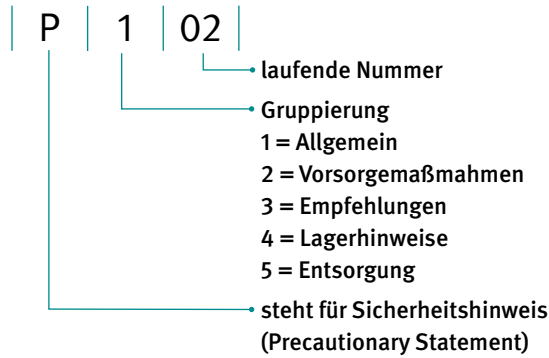 P 1 02
laufende Nummer
Gruppierung
1 = Allgemein
2 = Vorsorgemaßmahmen
3 = Empfehlungen
4 = Lagerhinweise
5 = Entsorgung
steht für Sicherheitshinweis
(Precautionary Statement)